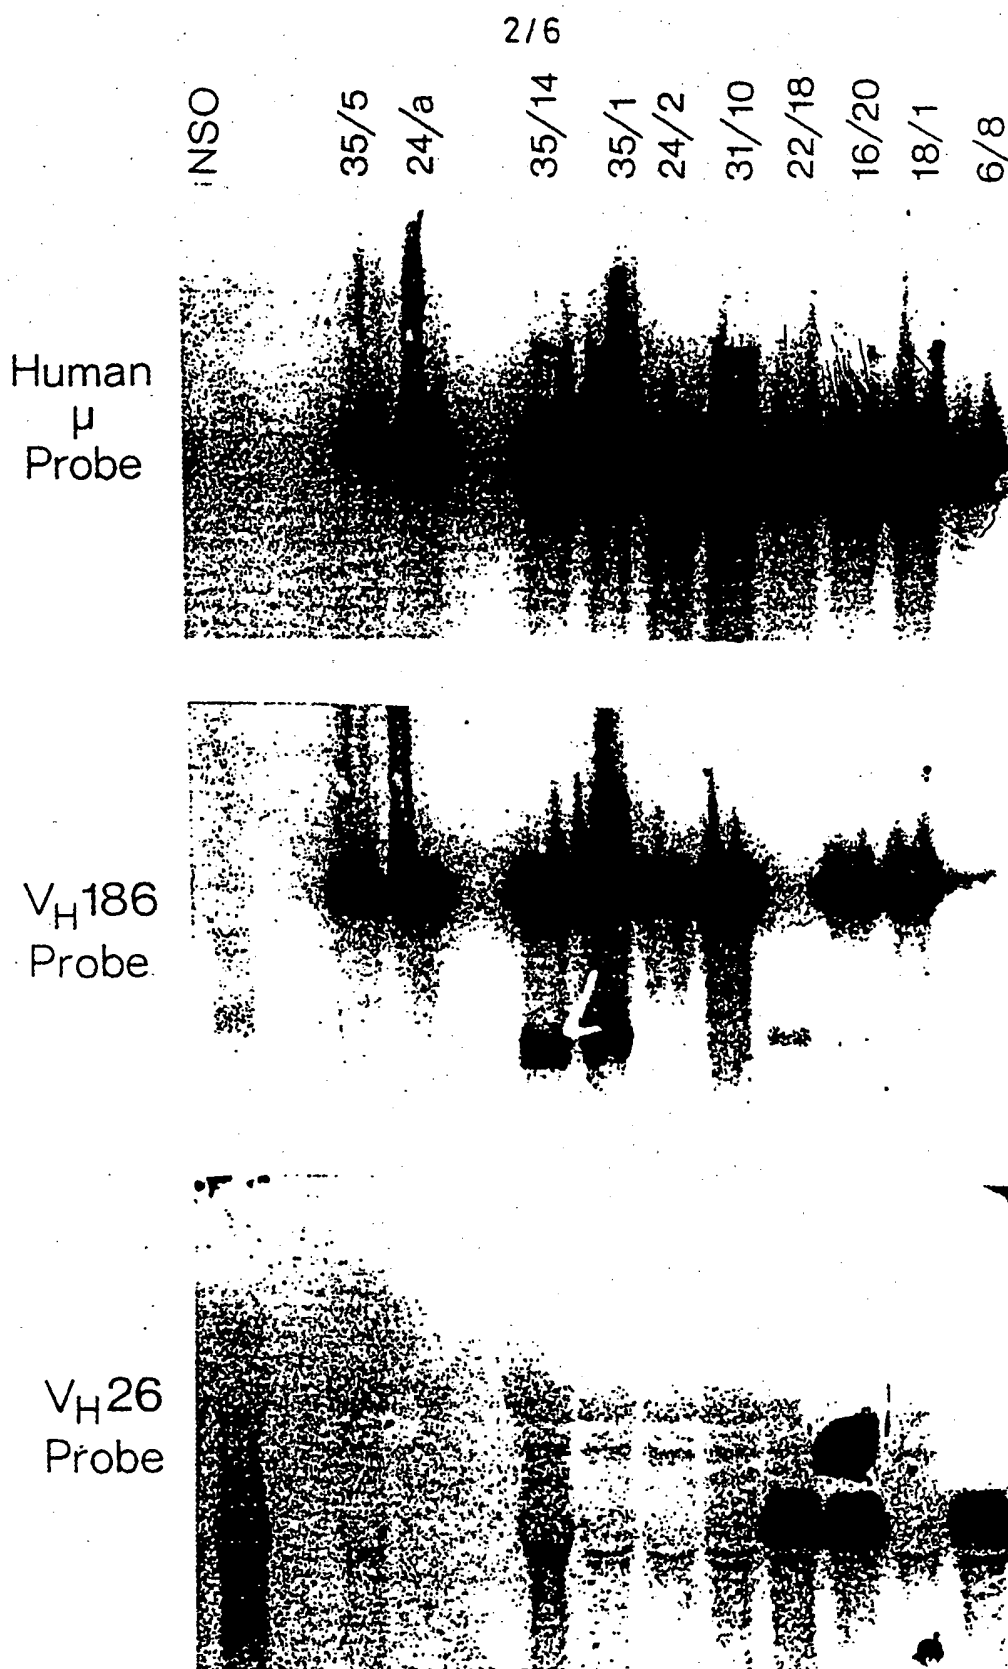 2/6
NSO
35/5
24/a
35/14
35/1
24/2
31/10
22/18
16/20
18/1
6/8
Human
μ
Probe
VH186
Probe
VH26
Probe